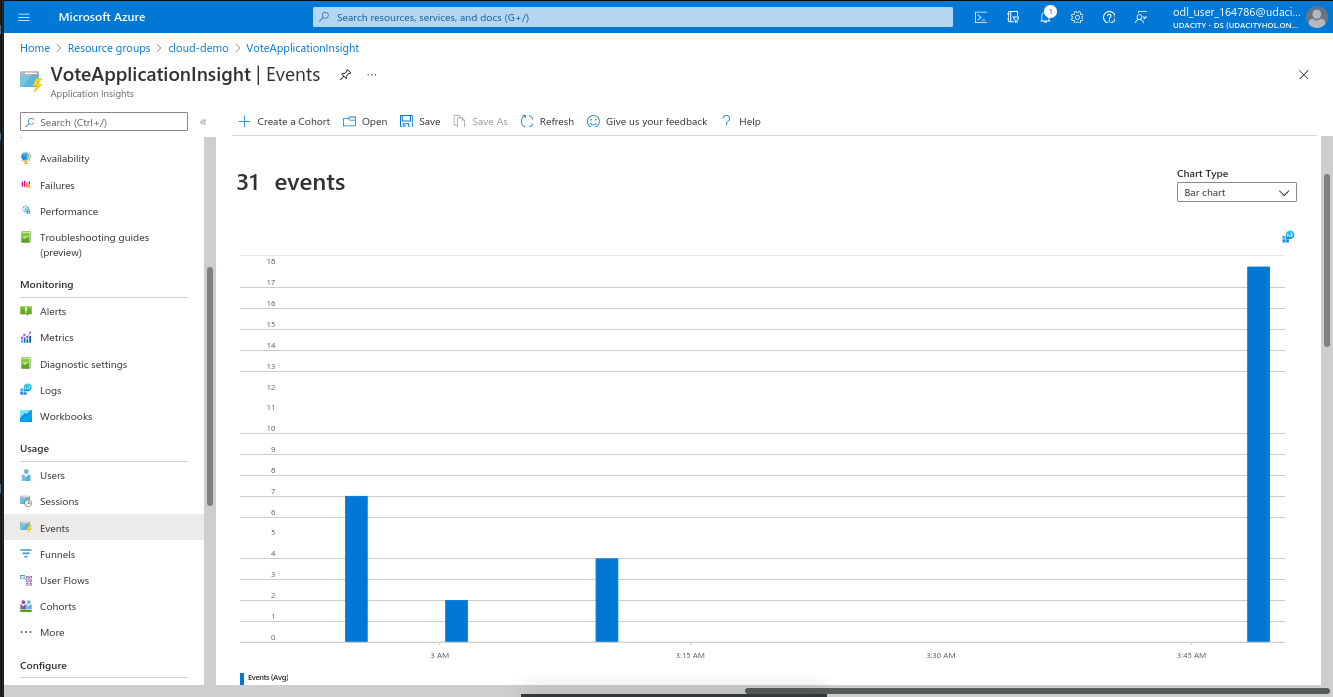 Microsoft Azure
Search resources, services, and docs (G+/)
1
odl_user_164786@udaci...
UDACITY - DS (UDACITYHOL.ON...
Home > Resource groups > cloud-demo > VoteApplicationInsight
VoteApplicationInsight | Events
...
Application Insights
Search (Ctrl+/)
«
Create a Cohort
Open
Save
Save As
Refresh
Give us your feedback
? Help
Availability
Failures
Performance
Troubleshooting guides
(preview)
Monitoring
Alerts
Metrics
Diagnostic settings
Logs
Workbooks
Usage
Users
Sessions
Events
Funnels
User Flows
Cohorts
... More
Configure
31 events
Chart Type
Bar chart
18
17
16
15
14
13
12
11
10
9
8
7
6
5
4
3
2
1
0
3 AM
3:15 AM
3:30 AM
3:45 AM
Events (Avg)